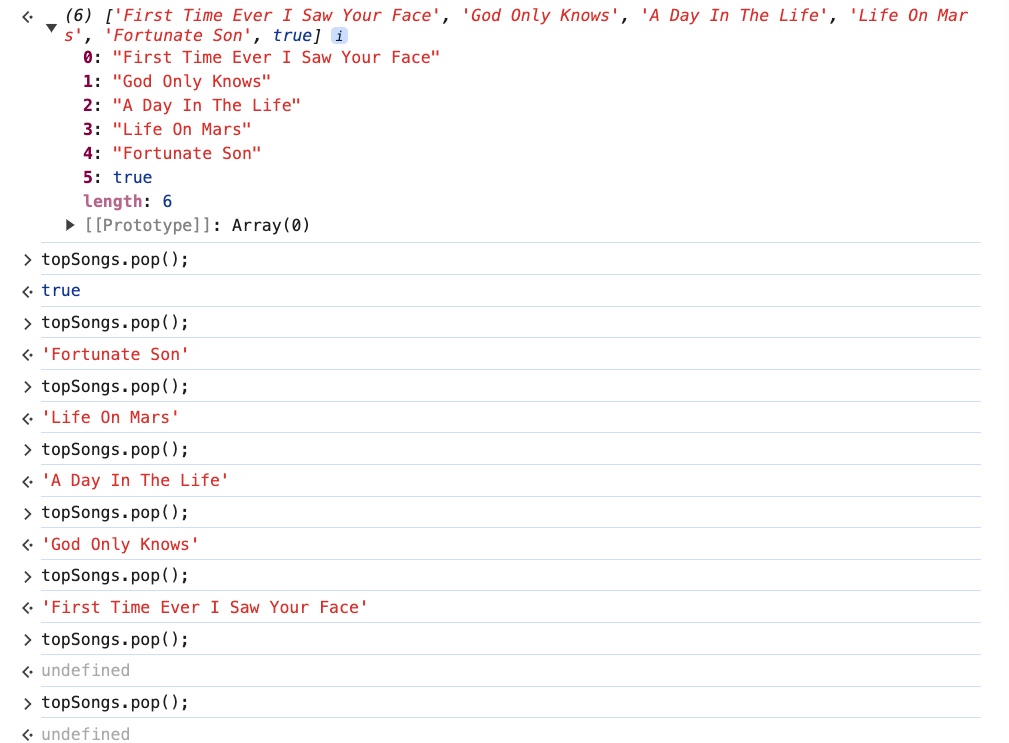 (6) ['First Time Ever I Saw Your Face', 'God Only Knows', 'A Day In The Life', 'Life On Mar
s', 'Fortunate Son', true] i
0: "First Time Ever I Saw Your Face"
1: "God Only Knows"
2: "A Day In The Life"
3: "Life On Mars"
4: "Fortunate Son"
5: true
length: 6
[[Prototype]]: Array(0)
topSongs.pop();
true
topSongs.pop();
'Fortunate Son'
topSongs.pop();
'Life On Mars'
topSongs.pop();
'A Day In The Life'
topSongs.pop();
'God Only Knows'
topSongs.pop();
'First Time Ever I Saw Your Face'
topSongs.pop();
undefined
topSongs.pop();
undefined